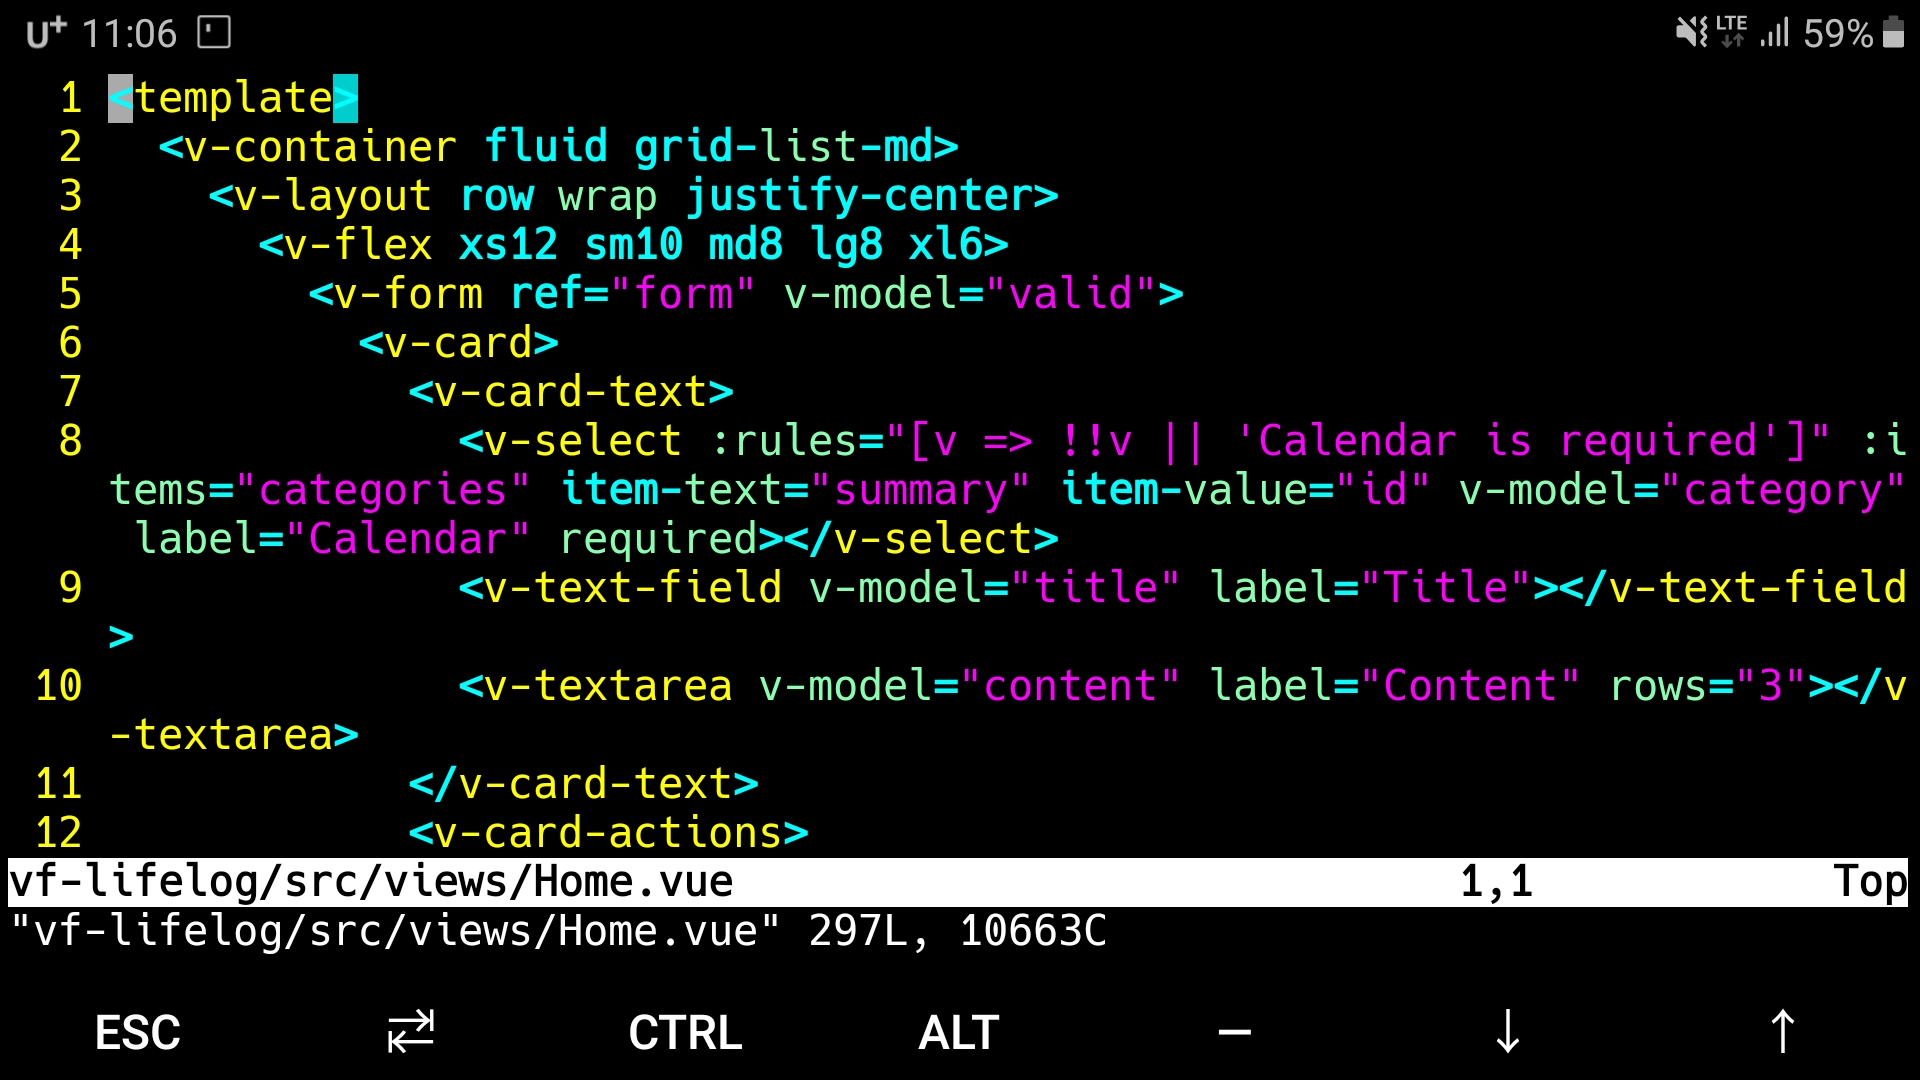 U+ 11:06 LTE 59%
1 <template>
2   <v-container fluid grid-list-md>
3     <v-layout row wrap justify-center>
4       <v-flex xs12 sm10 md8 lg8 xl6>
5         <v-form ref="form" v-model="valid">
6           <v-card>
7             <v-card-text>
8               <v-select :rules="[v => !!v || 'Calendar is required']" :i
tems="categories" item-text="summary" item-value="id" v-model="category"
 label="Calendar" required></v-select>
9               <v-text-field v-model="title" label="Title"></v-text-field
>
10               <v-textarea v-model="content" label="Content" rows="3"></v
-textarea>
11             </v-card-text>
12             <v-card-actions>
vf-lifelog/src/views/Home.vue 1,1 Top
"vf-lifelog/src/views/Home.vue" 297L, 10663C
ESC ⇄ CTRL ALT — ↓ ↑